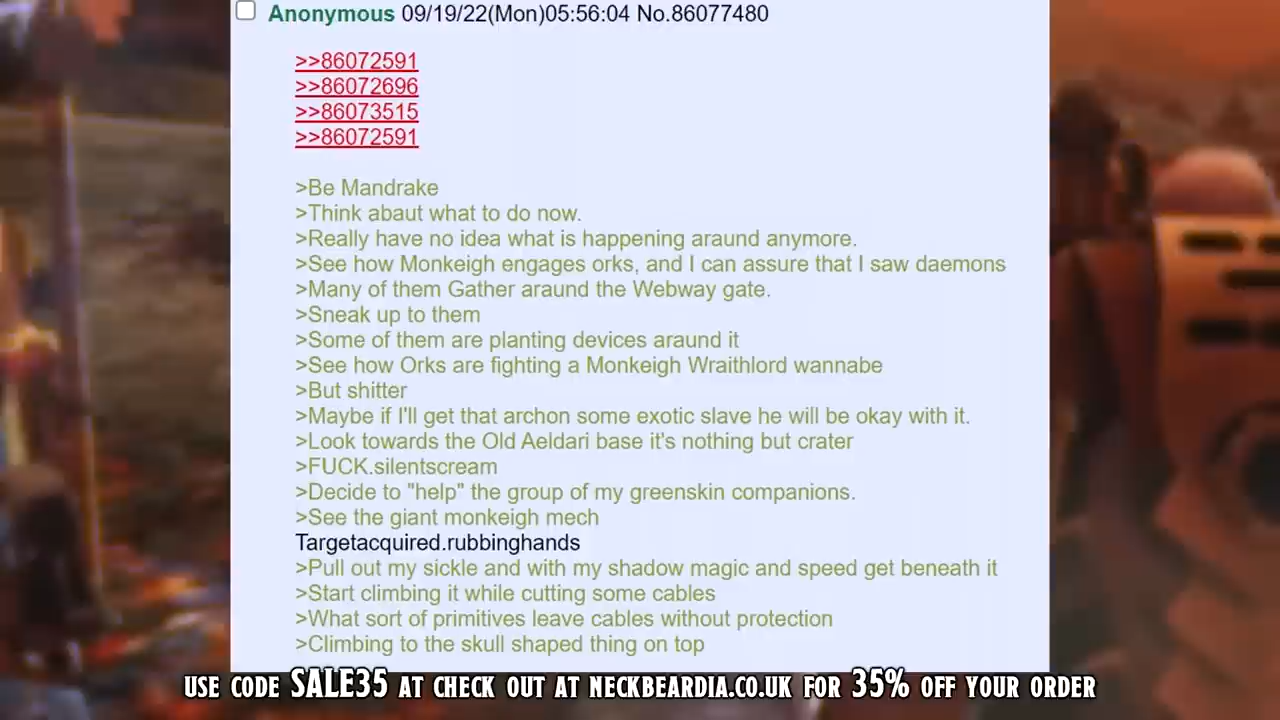 Anonymous 09/19/22(Mon)05:56:04 No.86077480
>>86072591
>>86072696
>>86073515
>>86072591
>Be Mandrake
>Think abaut what to do now.
>Really have no idea what is happening araund anymore.
>See how Monkeigh engages orks, and I can assure that I saw daemons
>Many of them Gather araund the Webway gate.
>Sneak up to them
>Some of them are planting devices araund it
>See how Orks are fighting a Monkeigh Wraithlord wannabe
>But shitter
>Maybe if I'll get that archon some exotic slave he will be okay with it.
>Look towards the Old Aeldari base it's nothing but crater
>FUCK.silentscream
>Decide to "help" the group of my greenskin companions.
>See the giant monkeigh mech
Targetacquired.rubbinghands
>Pull out my sickle and with my shadow magic and speed get beneath it
>Start climbing it while cutting some cables
>What sort of primitives leave cables without protection
>Climbing to the skull shaped thing on top
USE CODE SALE35 AT CHECK OUT AT NECKBEARDIA.CO.UK FOR 35% OFF YOUR ORDER